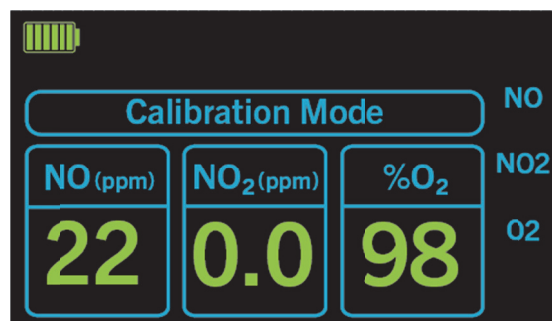 Calibration Mode
NO
NO(ppm) NO₂(ppm) %O₂
NO2
22 0.0 98
O2